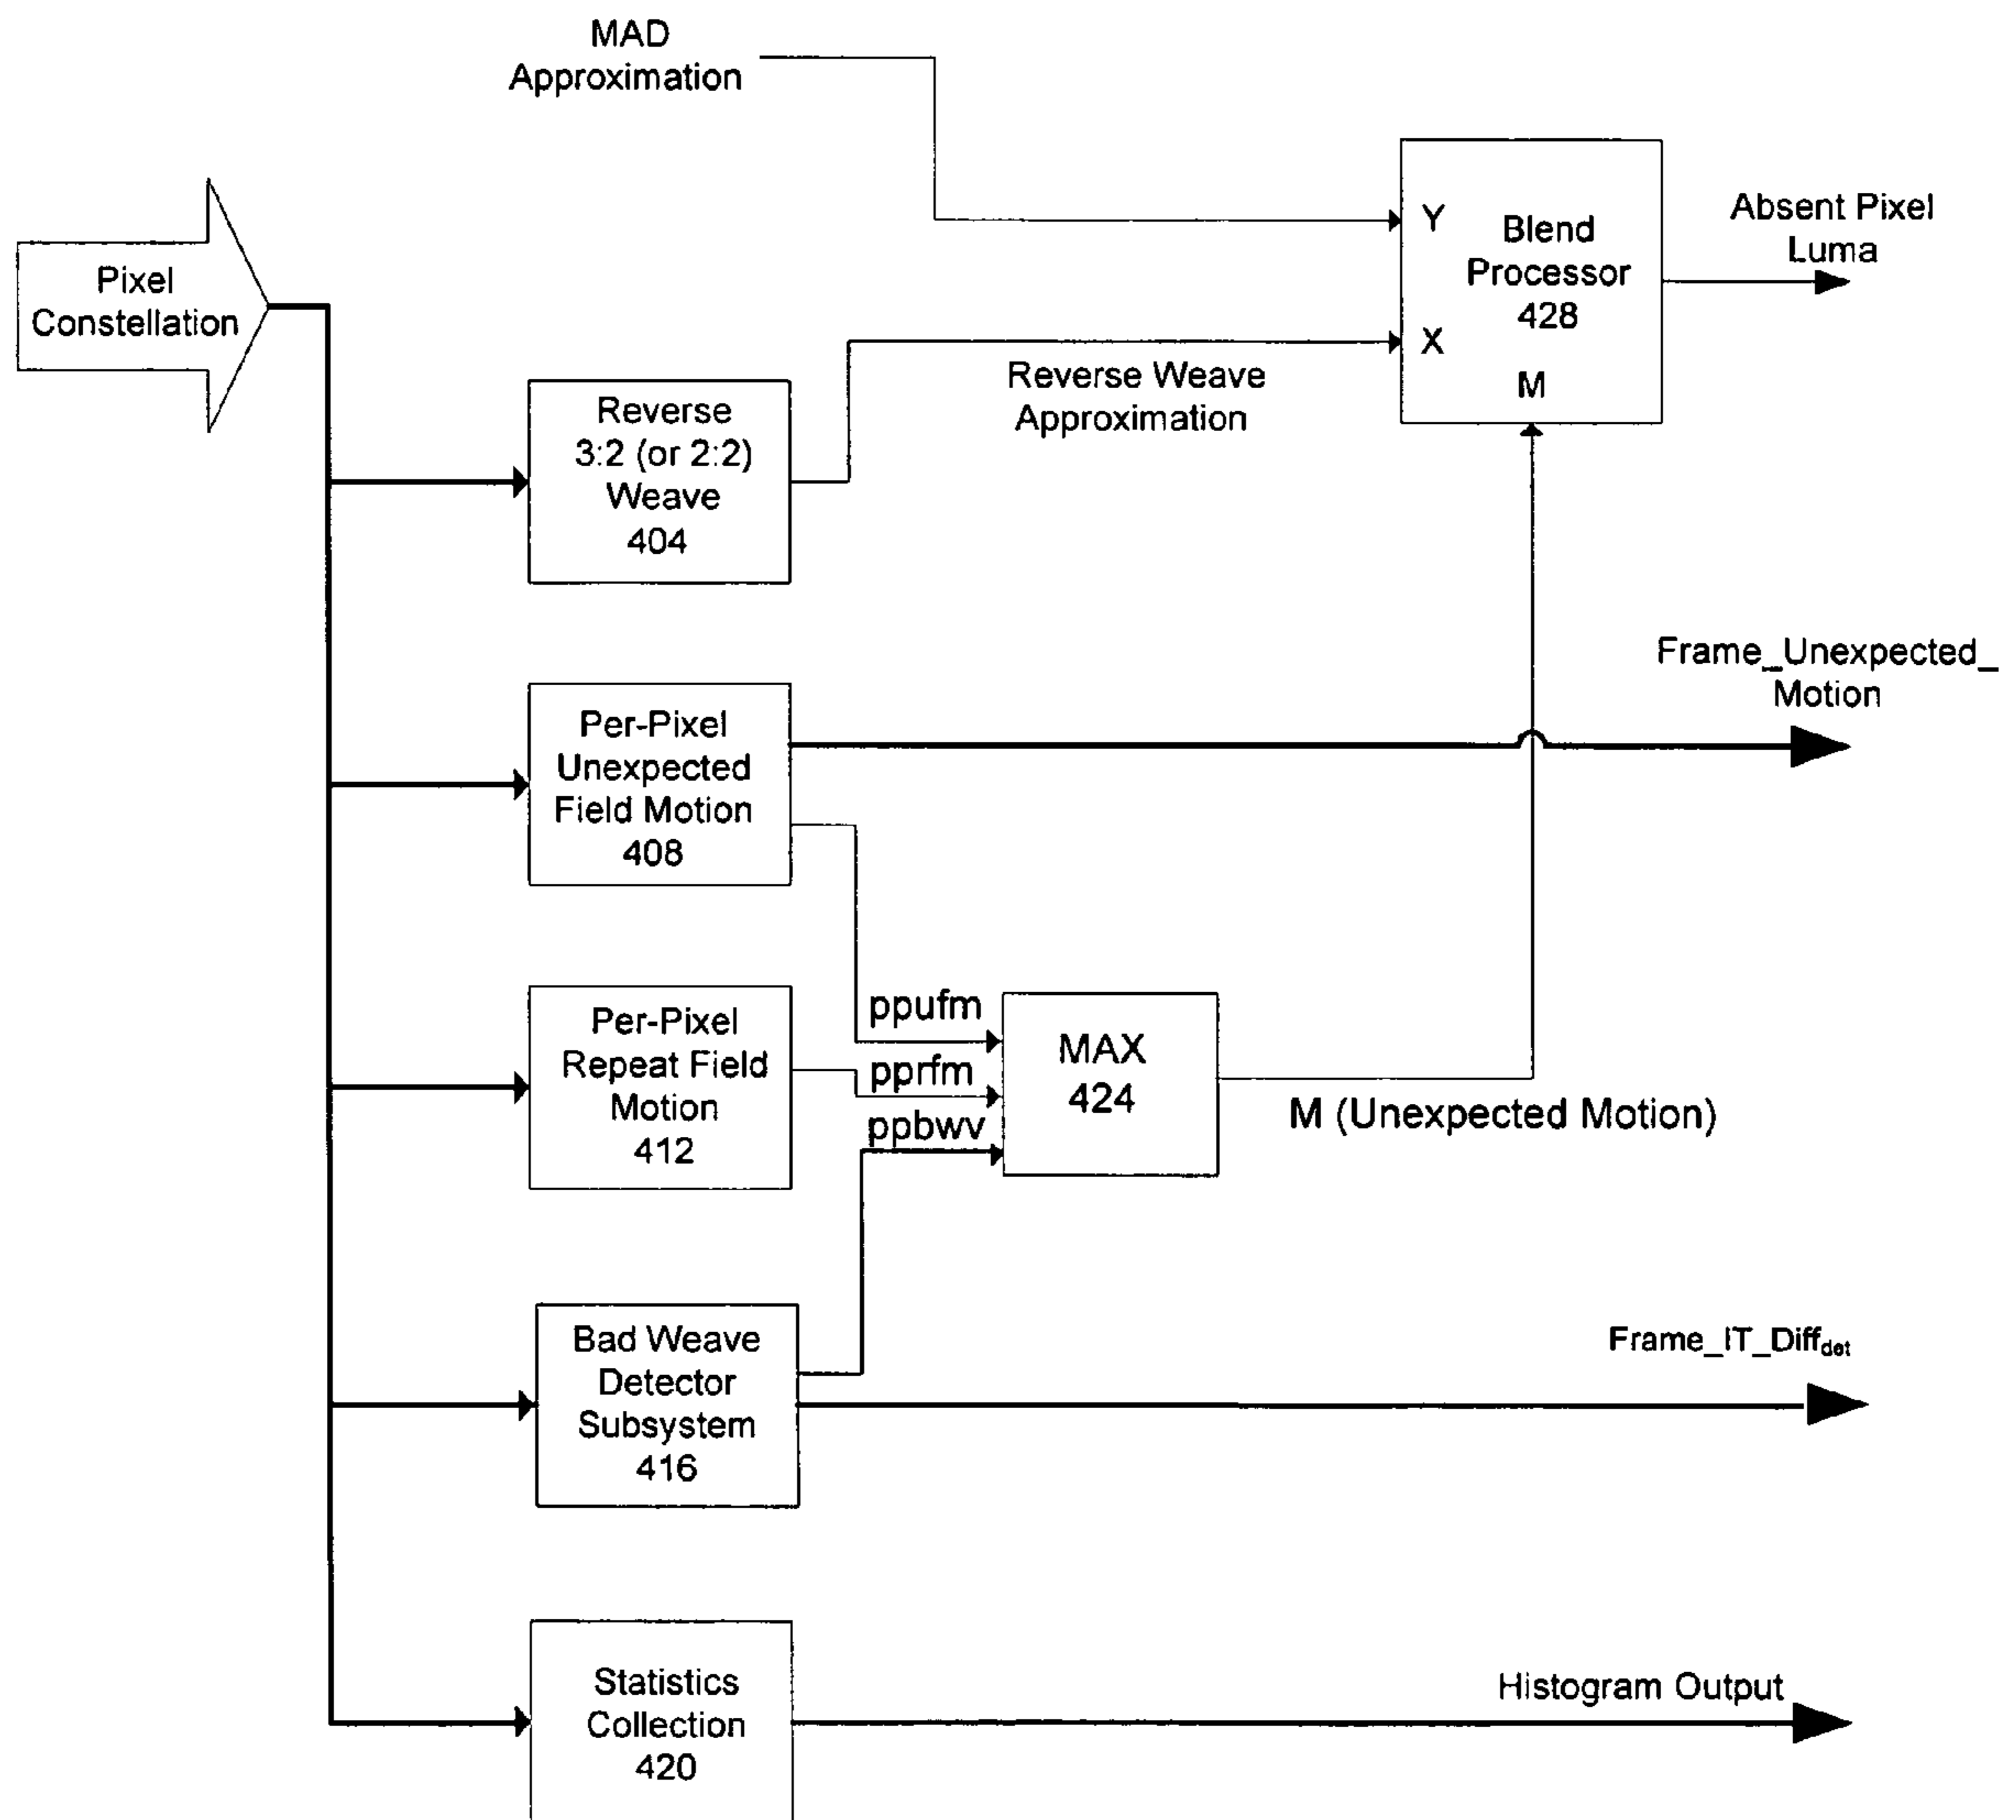 MAD
Approximation
Pixel
Constellation
Y
Blend
Processor
428
X
M
Absent Pixel
Luma
Reverse Weave
Approximation
Reverse
3:2 (or 2:2)
Weave
404
Frame_Unexpected_
Motion
Per-Pixel
Unexpected
Field Motion
408
Per-Pixel
Repeat Field
Motion
412
ppufm
pprfm
ppbwv
MAX
424
M (Unexpected Motion)
Bad Weave
Detector
Subsystem
416
Frame_IT_Diffdet
Statistics
Collection
420
Histogram Output